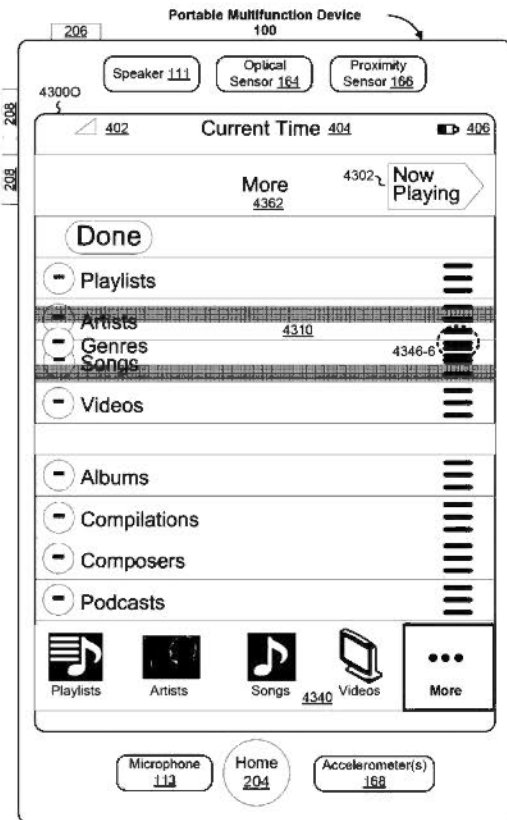 Portable Multifunction Device
100
206
Speaker 111
Optical
Sensor 164
Proximity
Sensor 166
4300O
208
208
402
Current Time 404
406
More
4362
4302
Now
Playing
Done
Playlists
Artists
4310
Genres
4346-6
Songs
Videos
Albums
Compilations
Composers
Podcasts
Playlists
Artists
Songs
4340
Videos
More
Microphone
113
Home
204
Accelerometer(s)
168